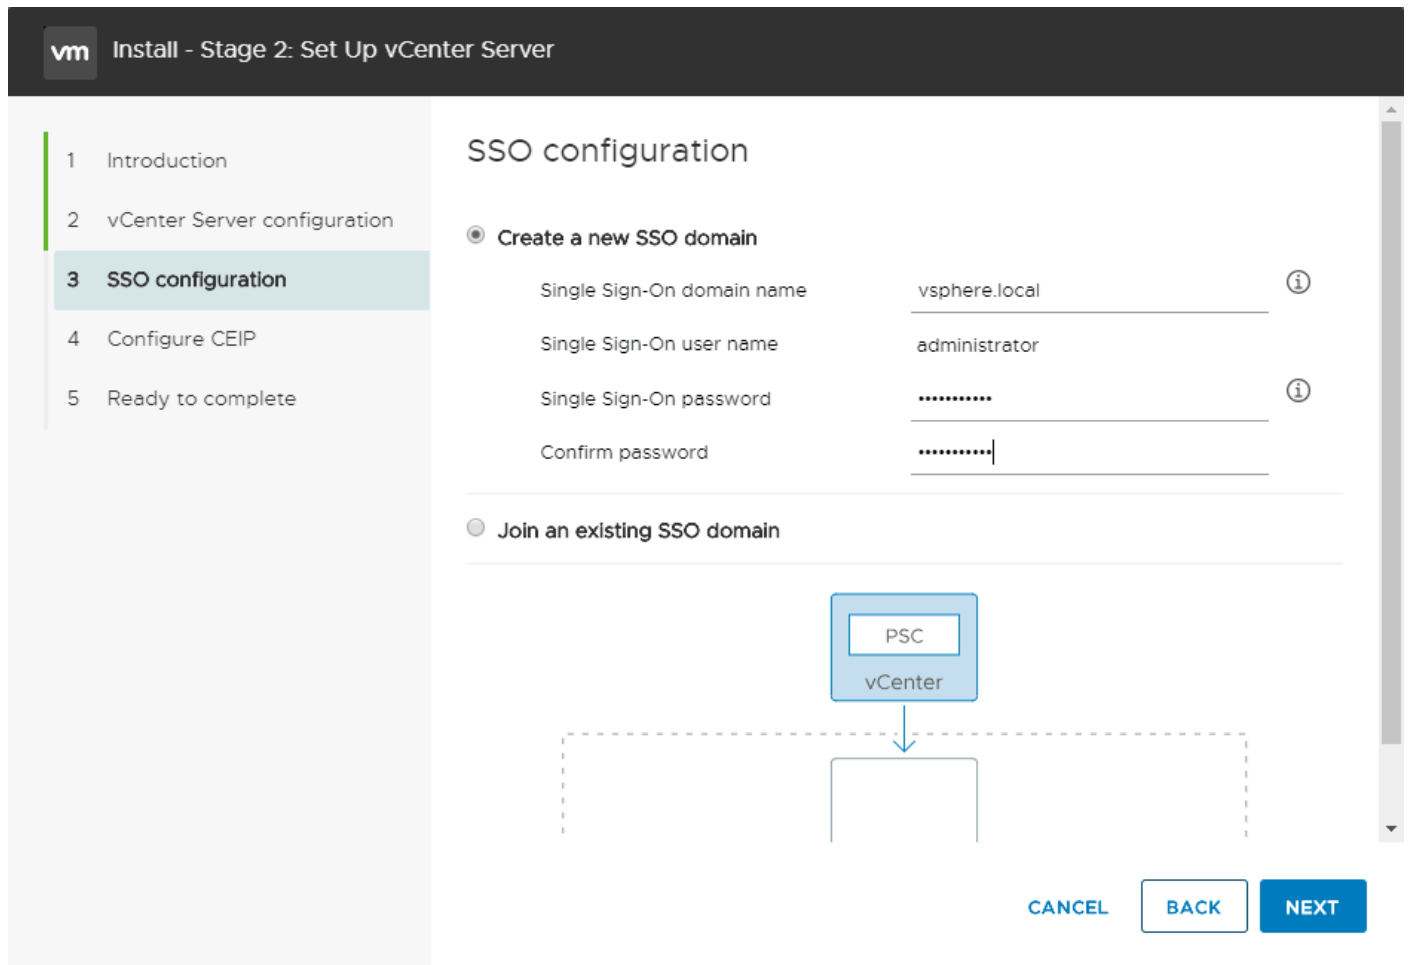 vm Install - Stage 2: Set Up vCenter Server
1 Introduction
2 vCenter Server configuration
3 SSO configuration
4 Configure CEIP
5 Ready to complete
SSO configuration
Create a new SSO domain
Single Sign-On domain name vsphere.local
Single Sign-On user name administrator
Single Sign-On password •••••••••••
Confirm password •••••••••••
Join an existing SSO domain
PSC
vCenter
CANCEL BACK NEXT